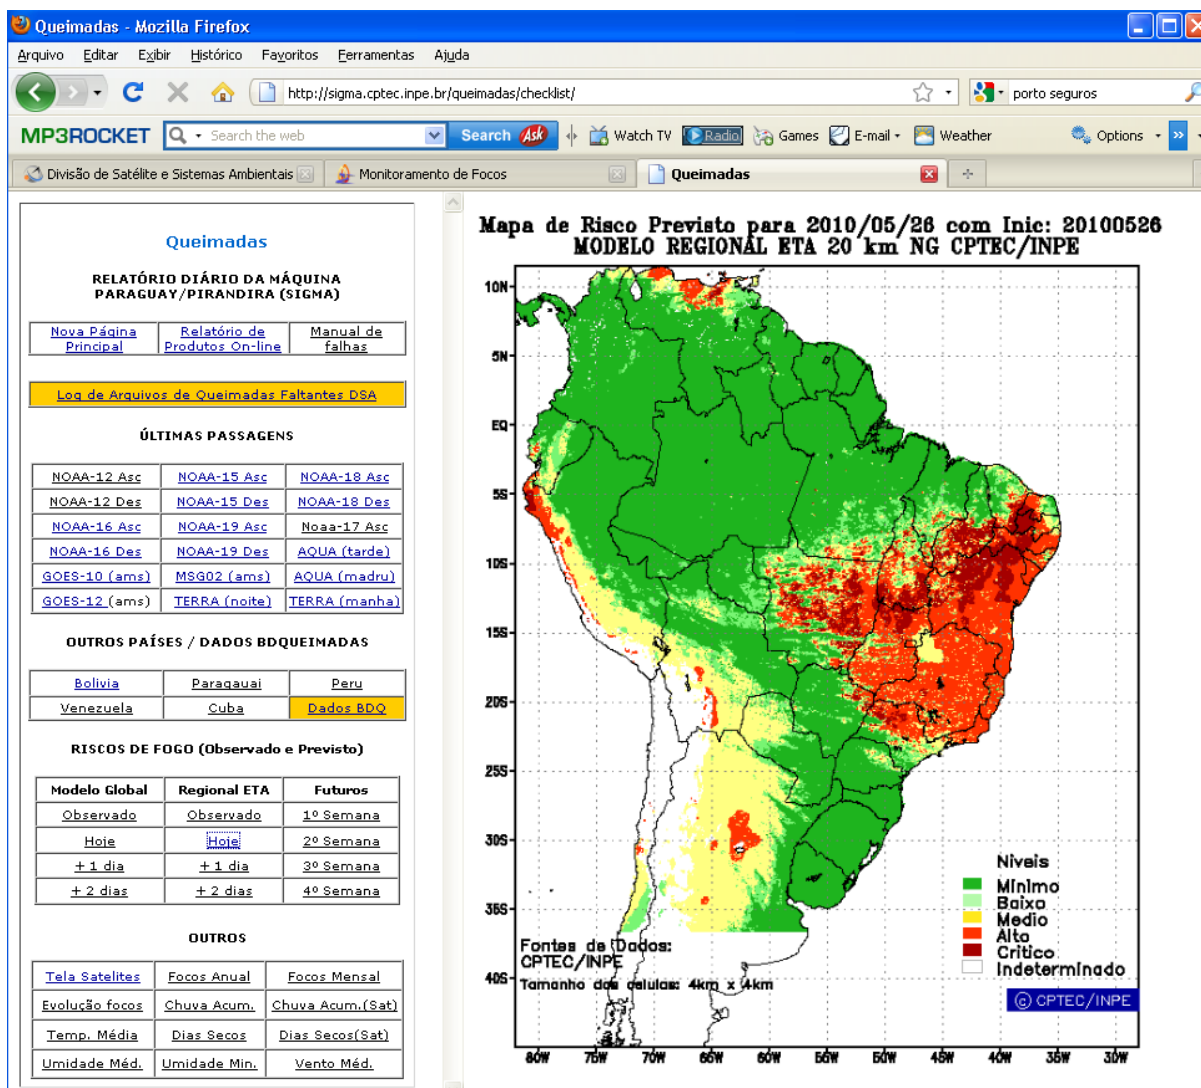 Queimadas - Mozilla Firefox
Arquivo Editar Exibir Histórico Favoritos Ferramentas Ajuda
http://sigma.cptec.inpe.br/queimadas/checklist/
porto seguros
MP3ROCKET Search the web Search Ask Watch TV Radio Games E-mail Weather Options
Divisão de Satélite e Sistemas Ambientais Monitoramento de Focos Queimadas
Queimadas
RELATÓRIO DIÁRIO DA MÁQUINA
PARAGUAY/PIRANDIRA (SIGMA)
Nova Página Principal
Relatório de Produtos On-line
Manual de falhas
Log de Arquivos de Queimadas Faltantes DSA
ÚLTIMAS PASSAGENS
NOAA-12 Asc NOAA-15 Asc NOAA-18 Asc
NOAA-12 Des NOAA-15 Des NOAA-18 Des
NOAA-16 Asc NOAA-19 Asc Noaa-17 Asc
NOAA-16 Des NOAA-19 Des AQUA (tarde)
GOES-10 (ams) MSG02 (ams) AQUA (madru)
GOES-12 (ams) TERRA (noite) TERRA (manha)
OUTROS PAÍSES / DADOS BDQUEIMADAS
Bolivia Paraguai Peru
Venezuela Cuba Dados BDQ
RISCOS DE FOGO (Observado e Previsto)
Modelo Global Regional ETA Futuros
Observado Observado 1º Semana
Hoje Hoje 2º Semana
+ 1 dia + 1 dia 3º Semana
+ 2 dias + 2 dias 4º Semana
OUTROS
Tela Satelites Focos Anual Focos Mensal
Evolução focos Chuva Acum. Chuva Acum.(Sat)
Temp. Média Dias Secos Dias Secos(Sat)
Umidade Méd. Umidade Min. Vento Méd.
Mapa de Risco Previsto para 2010/05/26 com Inic: 20100526
MODELO REGIONAL ETA 20 km NG CPTEC/INPE
10N
5N
EQ
5S
10S
15S
20S
25S
30S
35S
40S
Niveis
Minimo
Baixo
Medio
Alto
Critico
Indeterminado
Fontes de Dados:
CPTEC/INPE
Tamanho das celulas: 4km x 4km
© CPTEC/INPE
80W 75W 70W 65W 60W 55W 50W 45W 40W 35W 30W